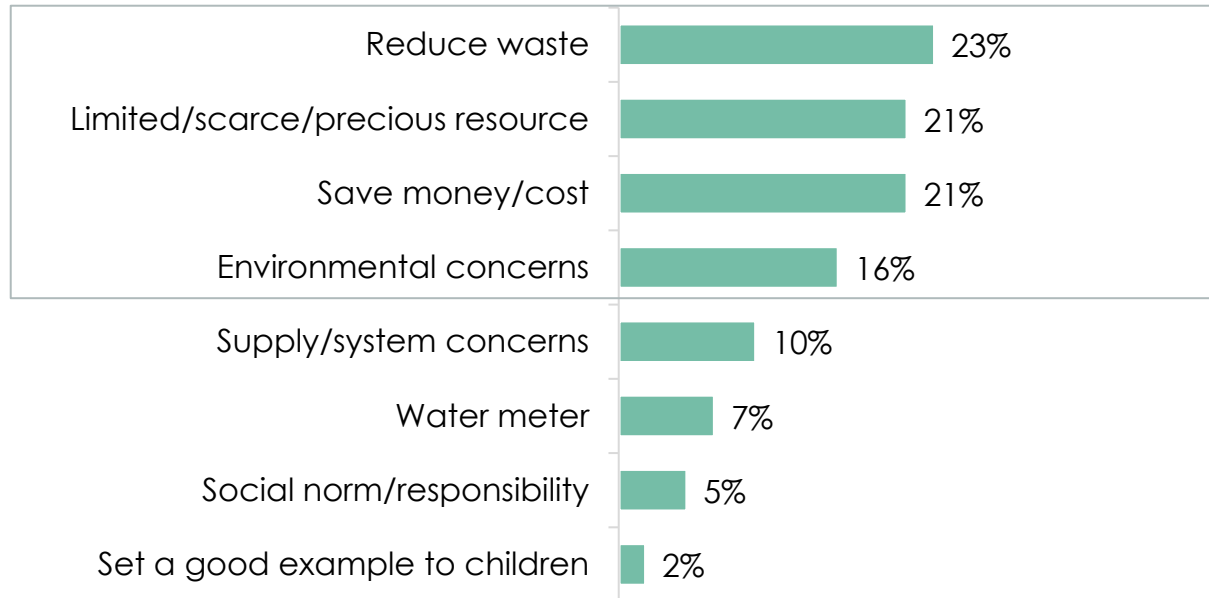 Reduce waste 23%
Limited/scarce/precious resource 21%
Save money/cost 21%
Environmental concerns 16%
Supply/system concerns 10%
Water meter 7%
Social norm/responsibility 5%
Set a good example to children 2%